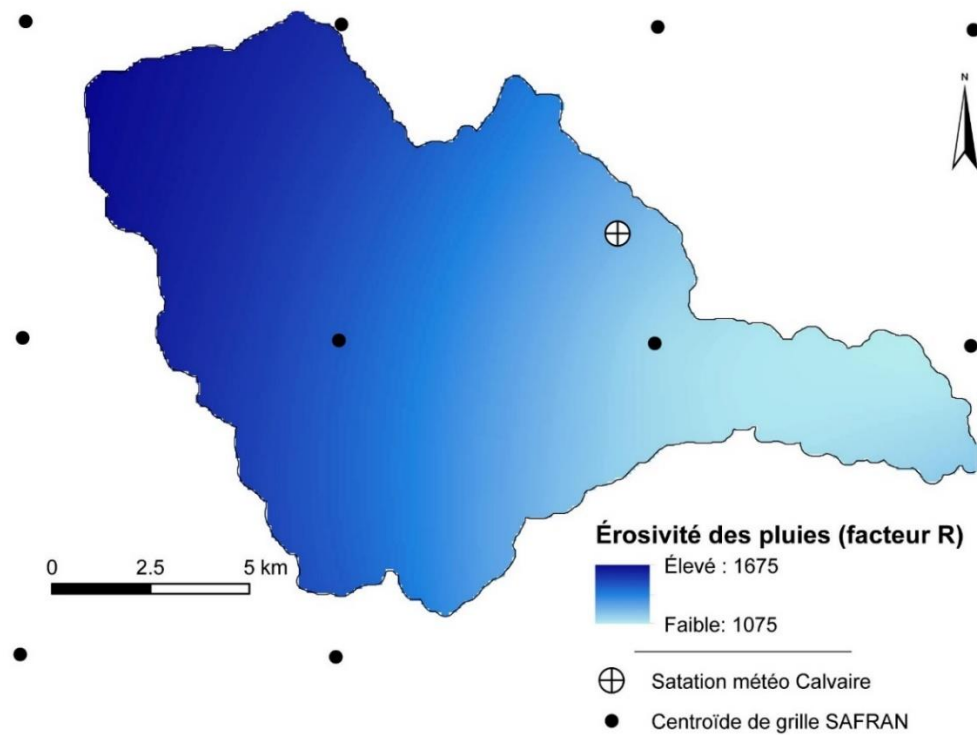 N
0 2.5 5 km
Érosivité des pluies (facteur R)
Élevé : 1675
Faible: 1075
Satation météo Calvaire
Centroïde de grille SAFRAN